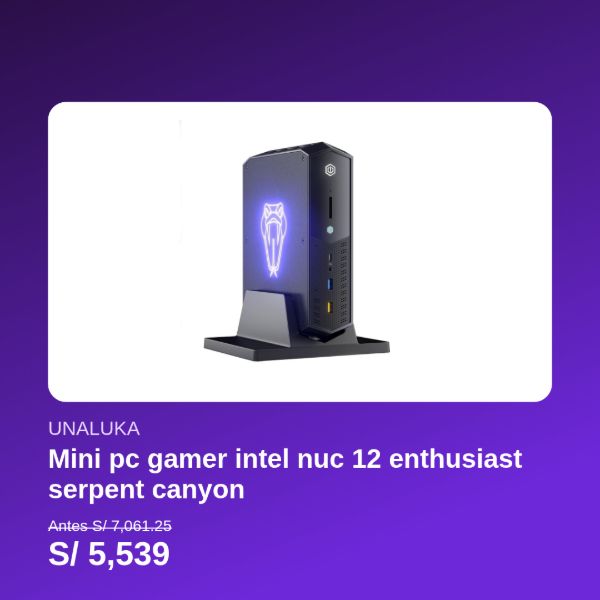 UNALUKA
Mini pc gamer intel nuc 12 enthusiast
serpent canyon
Antes S/ 7,061.25
S/ 5,539